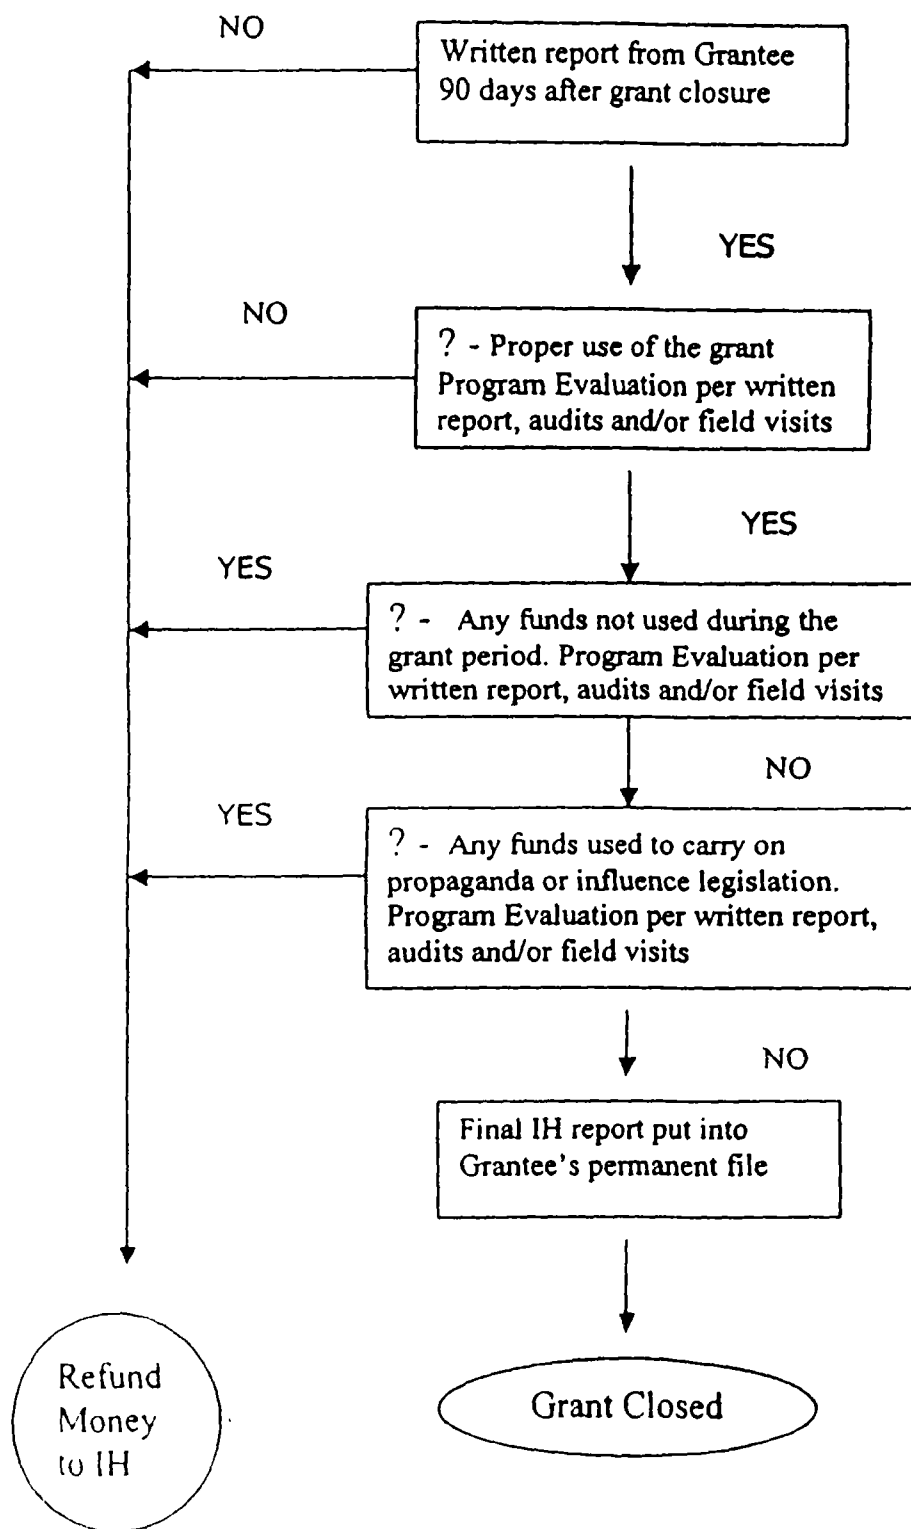 NO
Written report from Grantee
90 days after grant closure
YES
NO
? - Proper use of the grant
Program Evaluation per written
report, audits and/or field visits
YES
YES
? - Any funds not used during the
grant period. Program Evaluation per
written report, audits and/or field visits
NO
YES
? - Any funds used to carry on
propaganda or influence legislation.
Program Evaluation per written report,
audits and/or field visits
NO
Final IH report put into
Grantee's permanent file
Refund
Money
to IH
Grant Closed